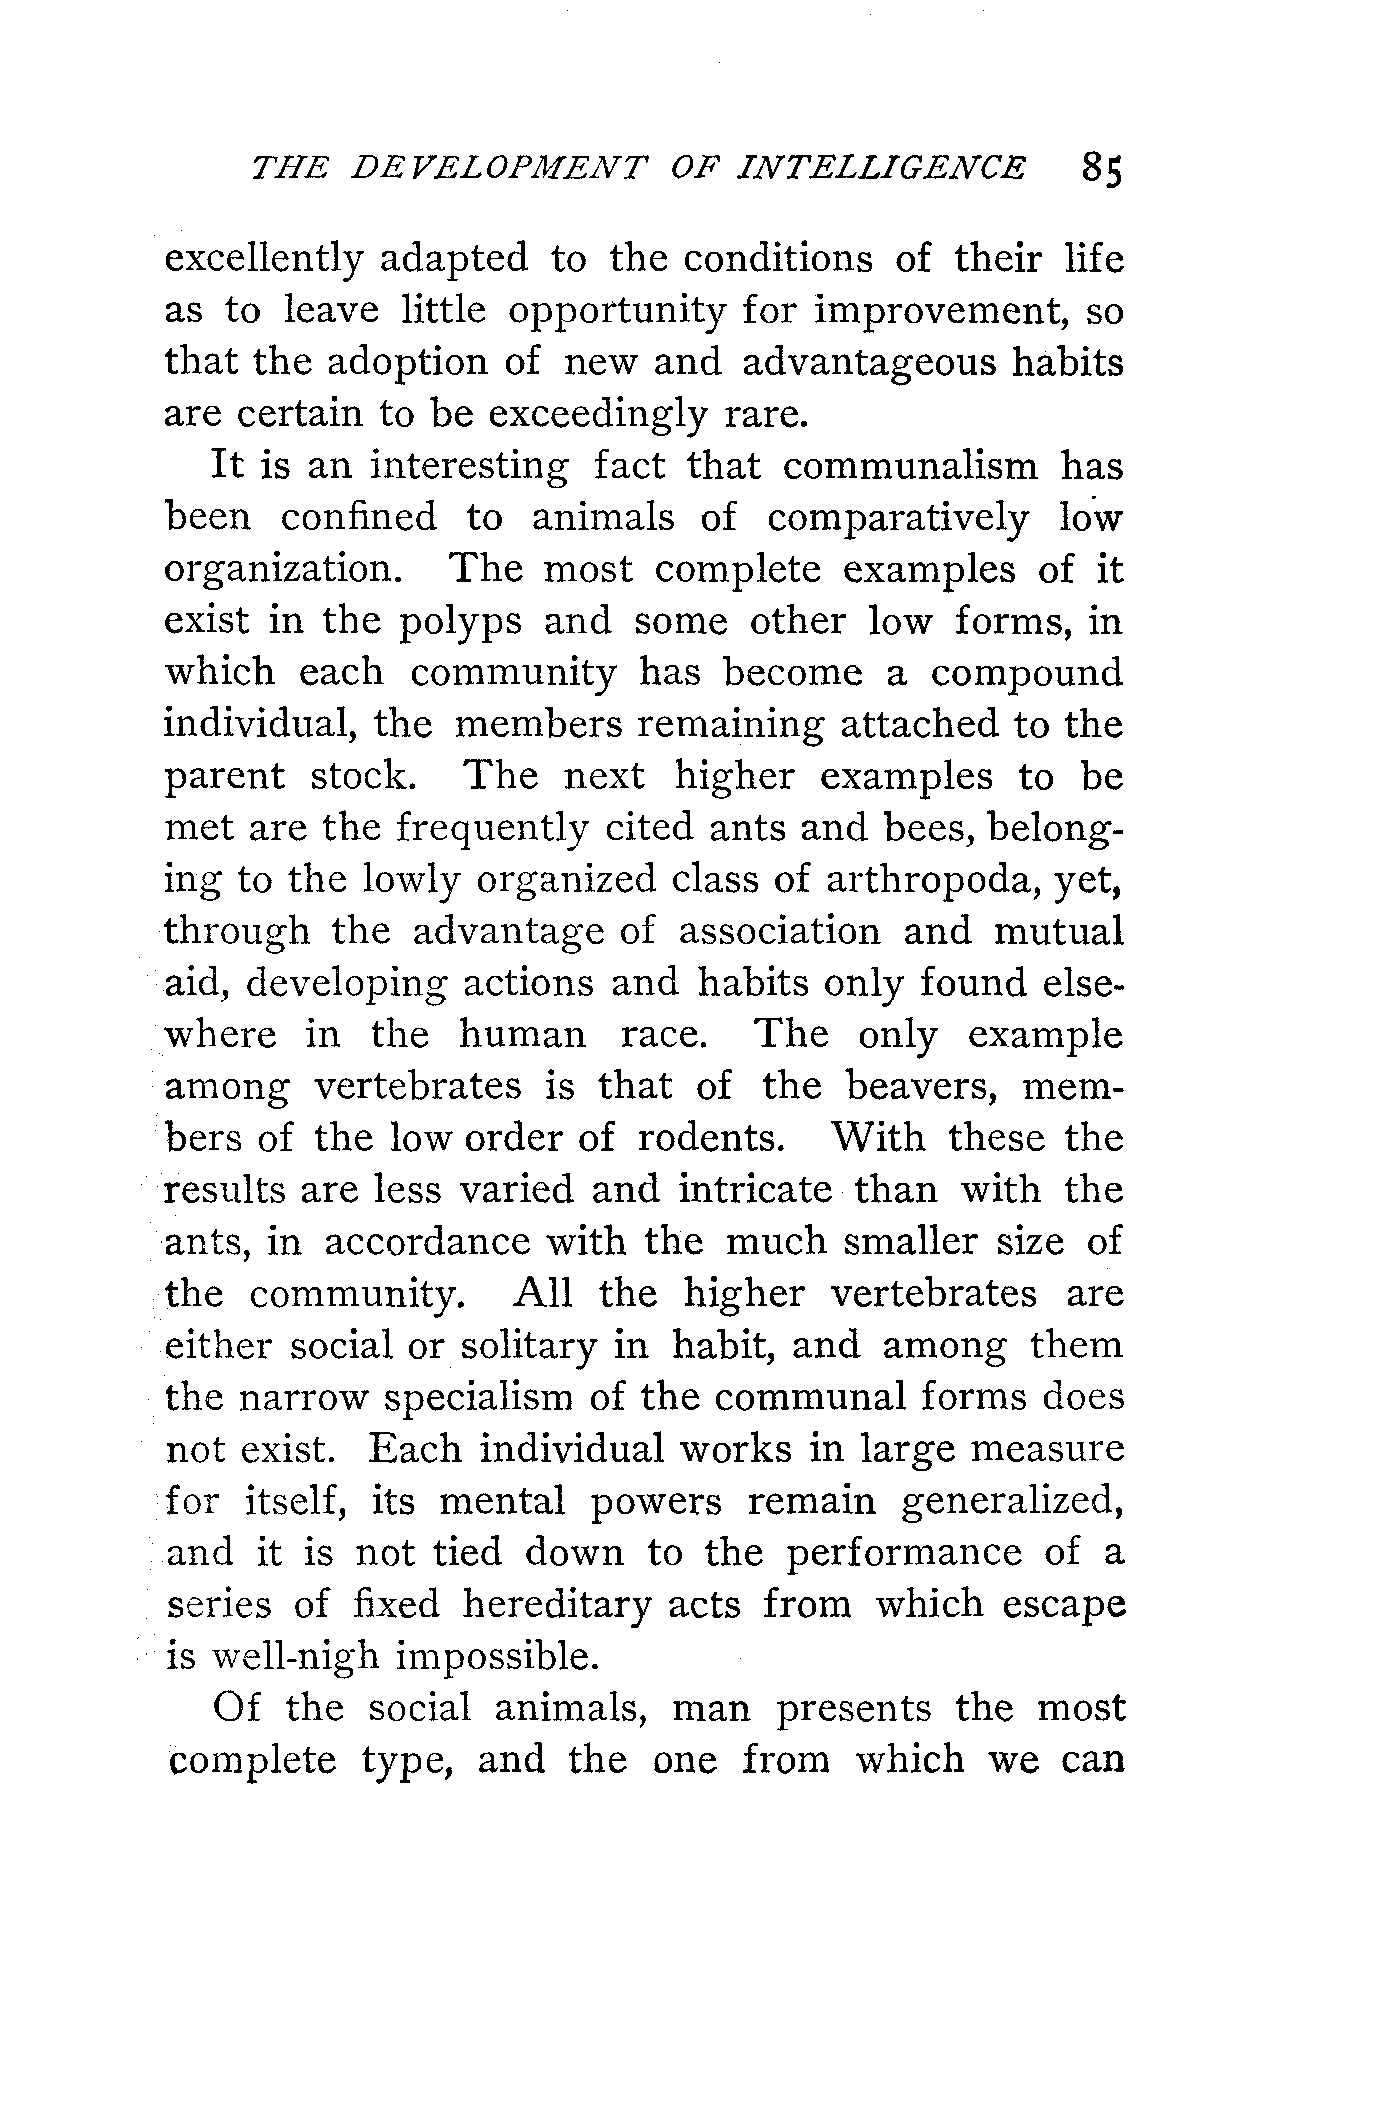 THE DEVELOPMENT OF INTELLIGENCE 85
excellently adapted to the conditions of their life
as to leave little opportunity for improvement, so
that the adoption of new and advantageous habits
are certain to be exceedingly rare.
It is an interesting fact that communalism has
been confined to animals of comparatively low
organization. The most complete examples of it
exist in the polyps and some other low forms, in
which each community has become a compound
individual, the members remaining attached to the
parent stock. The next higher examples to be
met are the frequently cited ants and bees, belong-
ing to the lowly organized class of arthropoda, yet,
through the advantage of association and mutual
aid, developing actions and habits only found else-
where in the human race. The only example
among vertebrates is that of the beavers, mem-
bers of the low order of rodents. With these the
results are less varied and intricate than with the
ants, in accordance with the much smaller size of
the community. All the higher vertebrates are
either social or solitary in habit, and among them
the narrow specialism of the communal forms does
not exist. Each individual works in large measure
for itself, its mental powers remain generalized,
and it is not tied down to the performance of a
series of fixed hereditary acts from which escape
is well-nigh impossible.
Of the social animals, man presents the most
complete type, and the one from which we can